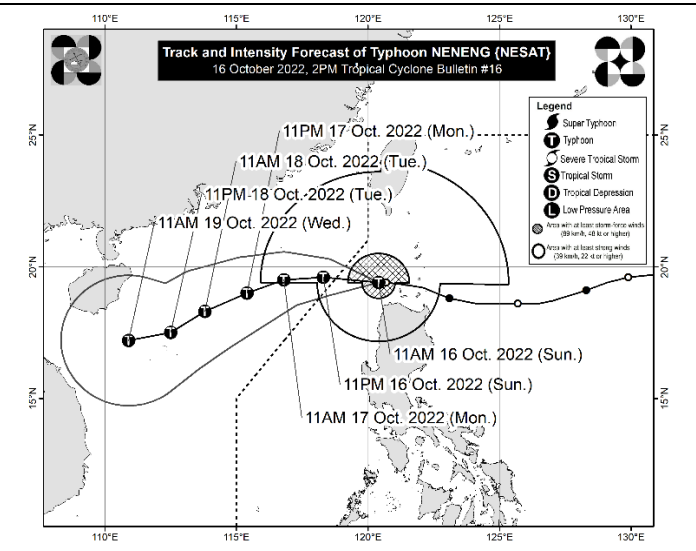 110°E
115°E
120°E
125°E
130°E
Track and Intensity Forecast of Typhoon NENENG {NESAT}
16 October 2022, 2PM Tropical Cyclone Bulletin #16
Legend
Super Typhoon
T Typhoon
Severe Tropical Storm
S Tropical Storm
D Tropical Depression
L Low Pressure Area
Area with at least storm-force winds
(89 km/h, 48 kt or higher)
Area with at least strong winds
(39 km/h, 22 kt or higher)
25°N
25°N
11PM 17 Oct. 2022 (Mon.)
11AM 18 Oct. 2022 (Tue.)
11PM 18 Oct. 2022 (Tue.)
11AM 19 Oct. 2022 (Wed.)
20°N
20°N
T
T
T
T
T
T
T
11AM 16 Oct. 2022 (Sun.)
11PM 16 Oct. 2022 (Sun.)
11AM 17 Oct. 2022 (Mon.)
15°N
15°N
110°E
115°E
120°E
125°E
130°E